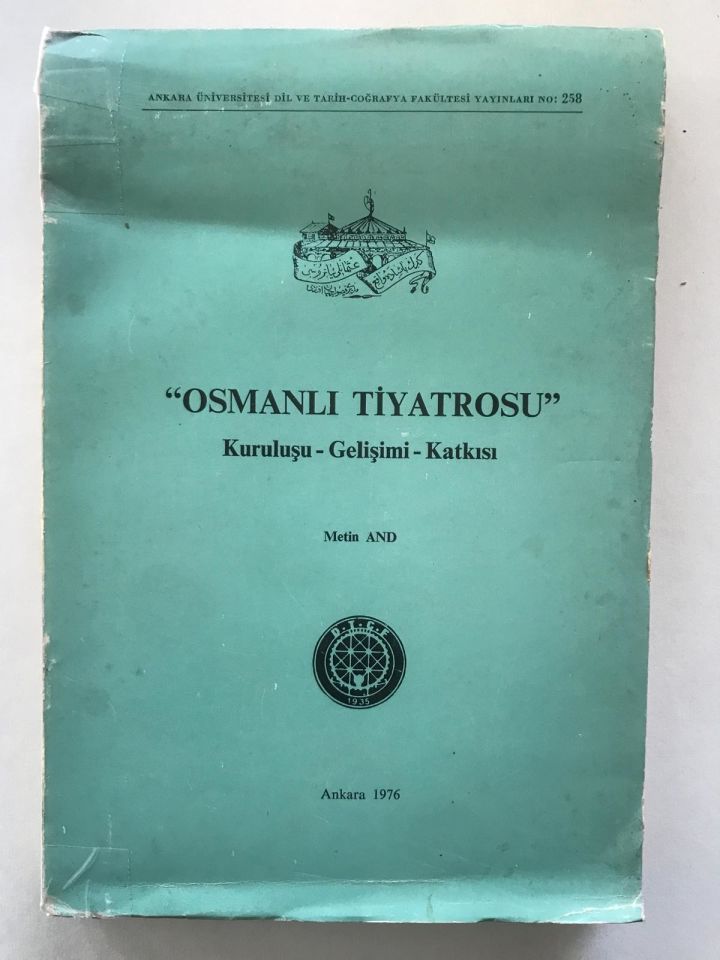 ANKARA ÜNİVERSİTESİ DİL VE TARİH-COĞRAFYA FAKÜLTESİ YAYINLARI NO: 258
"OSMANLI TİYATROSU"
Kuruluşu - Gelişimi - Katkısı
Metin AND
D.T.C.F
1935
Ankara 1976